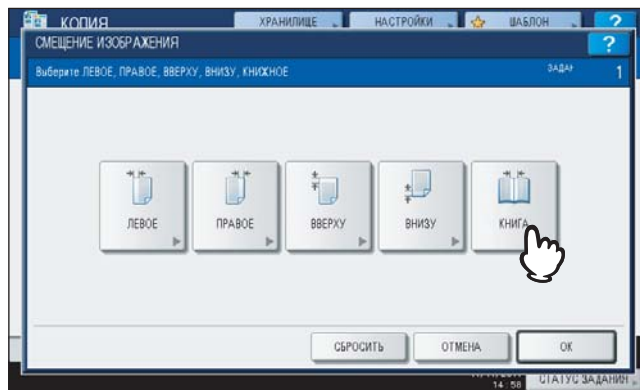 КОПИЯ ХРАНИЛИЩЕ НАСТРОЙКИ ШАБЛОН ?
СМЕЩЕНИЕ ИЗОБРАЖЕНИЯ ?
Выберите ЛЕВОЕ, ПРАВОЕ, ВВЕРХУ, ВНИЗУ, КНИЖНОЕ 1
ЛЕВОЕ ПРАВОЕ ВВЕРХУ ВНИЗУ КНИГА
СБРОСИТЬ ОТМЕНА OK
14:58 СТАТУС ЗАДАНИЯ